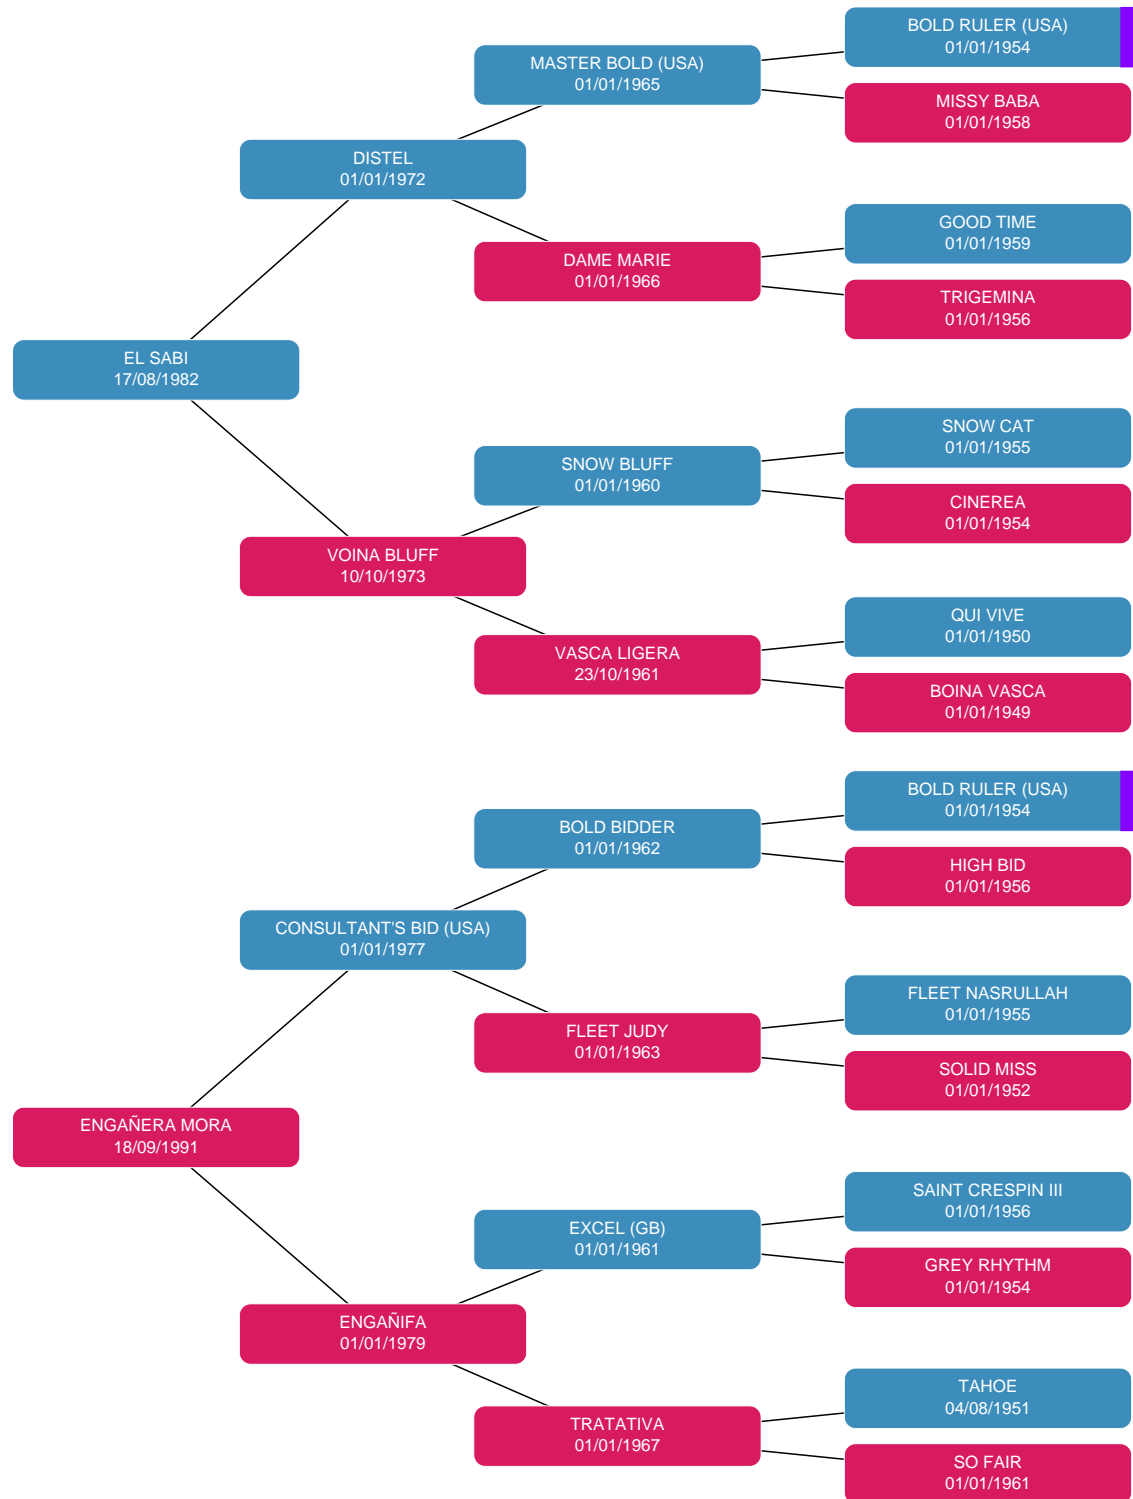 BOLD RULER (USA)
01/01/1954
MASTER BOLD (USA)
01/01/1965
MISSY BABA
01/01/1958
DISTEL
01/01/1972
GOOD TIME
01/01/1959
DAME MARIE
01/01/1966
TRIGEMINA
01/01/1956
EL SABI
17/08/1982
SNOW CAT
01/01/1955
SNOW BLUFF
01/01/1960
CINEREA
01/01/1954
VOINA BLUFF
10/10/1973
QUI VIVE
01/01/1950
VASCA LIGERA
23/10/1961
BOINA VASCA
01/01/1949
BOLD RULER (USA)
01/01/1954
BOLD BIDDER
01/01/1962
HIGH BID
01/01/1956
CONSULTANT'S BID (USA)
01/01/1977
FLEET NASRULLAH
01/01/1955
FLEET JUDY
01/01/1963
SOLID MISS
01/01/1952
ENGAÑERA MORA
18/09/1991
SAINT CRESPIN III
01/01/1956
EXCEL (GB)
01/01/1961
GREY RHYTHM
01/01/1954
ENGAÑIFA
01/01/1979
TAHOE
04/08/1951
TRATATIVA
01/01/1967
SO FAIR
01/01/1961